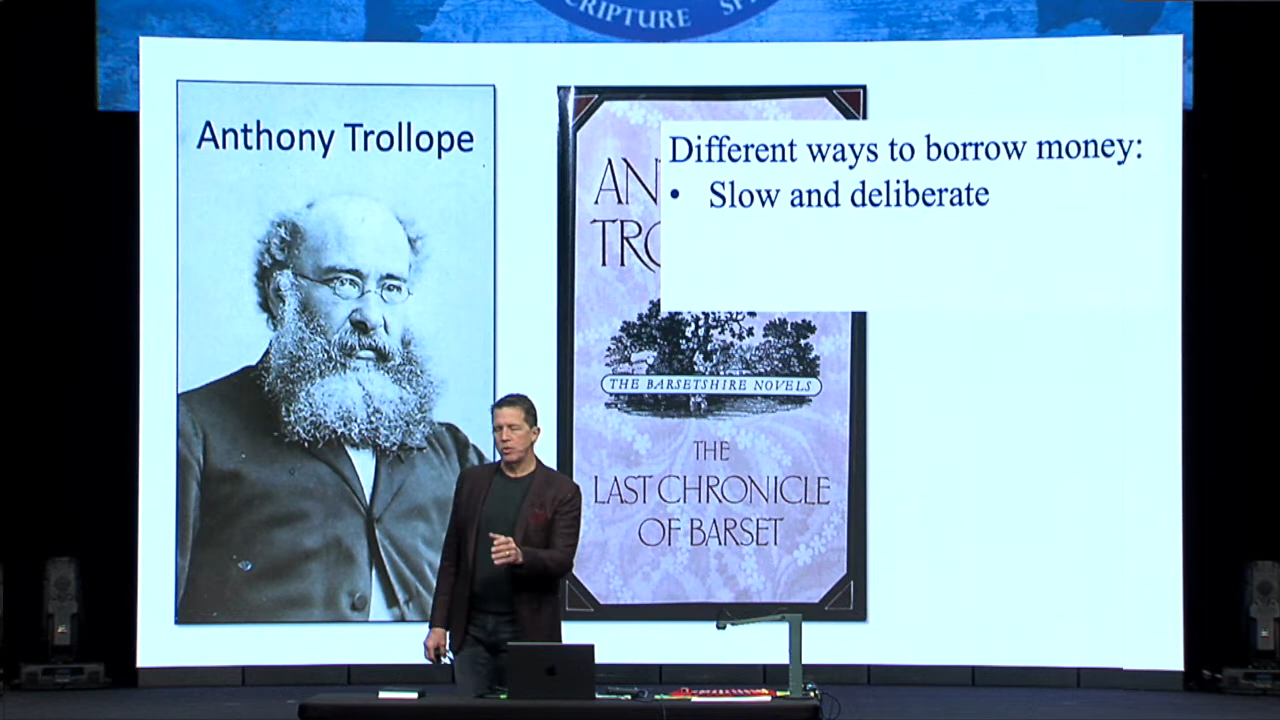 CRIPTURE
Anthony Trollope
Different ways to borrow money:
• Slow and deliberate
AN
TRO
THE BARSETSHIRE NOVELS
THE
LAST CHRONICLE
OF BARSET